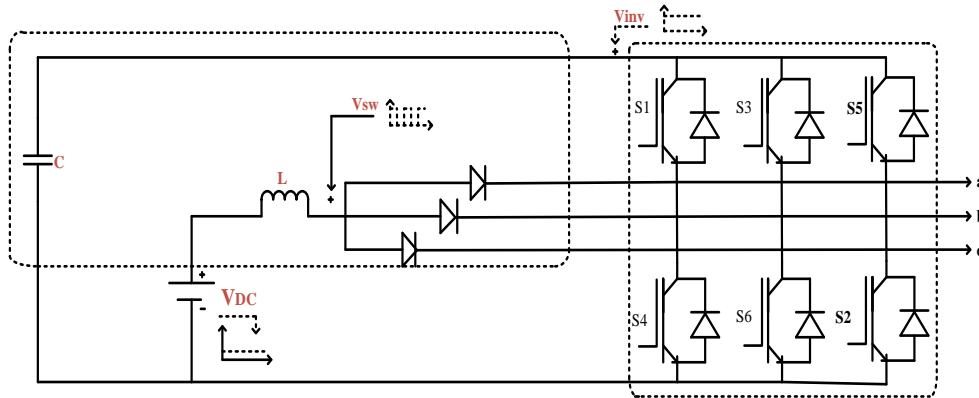 Vinv
+
Vsw
S1
S3
S5
C
L
+
a
b
c
+
VDC
-
S4
S6
S2